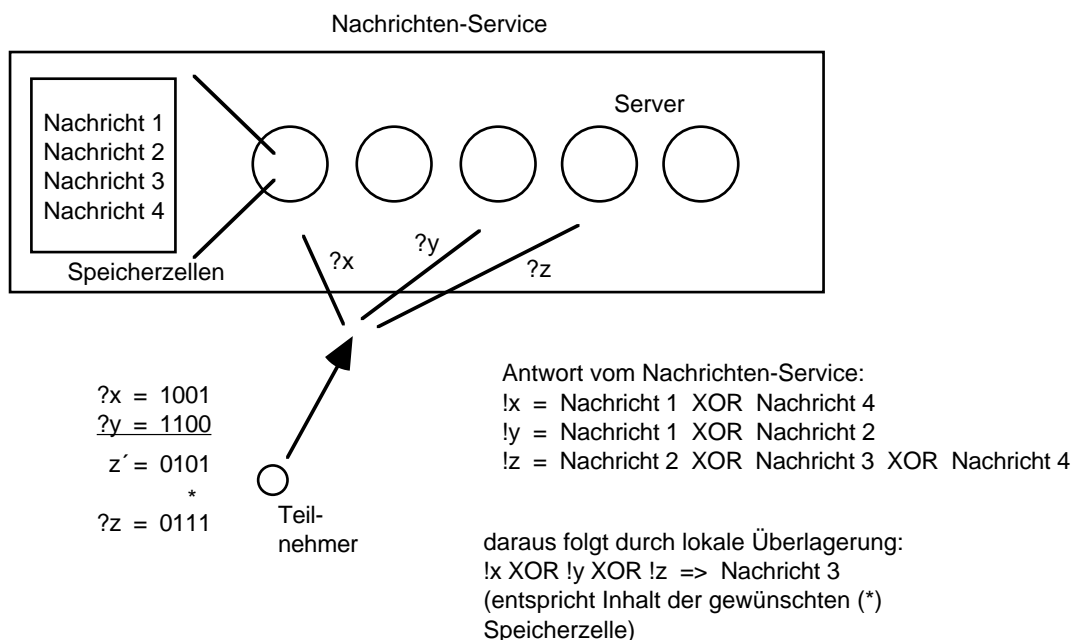 Nachrichten-Service
Server
Nachricht 1
Nachricht 2
Nachricht 3
Nachricht 4
Speicherzellen
?x
?y
?z
?x = 1001
?y = 1100
z´= 0101
*
?z = 0111
Teil-
nehmer
Antwort vom Nachrichten-Service:
!x = Nachricht 1 XOR Nachricht 4
!y = Nachricht 1 XOR Nachricht 2
!z = Nachricht 2 XOR Nachricht 3 XOR Nachricht 4
daraus folgt durch lokale Überlagerung:
!x XOR !y XOR !z => Nachricht 3
(entspricht Inhalt der gewünschten (*)
Speicherzelle)